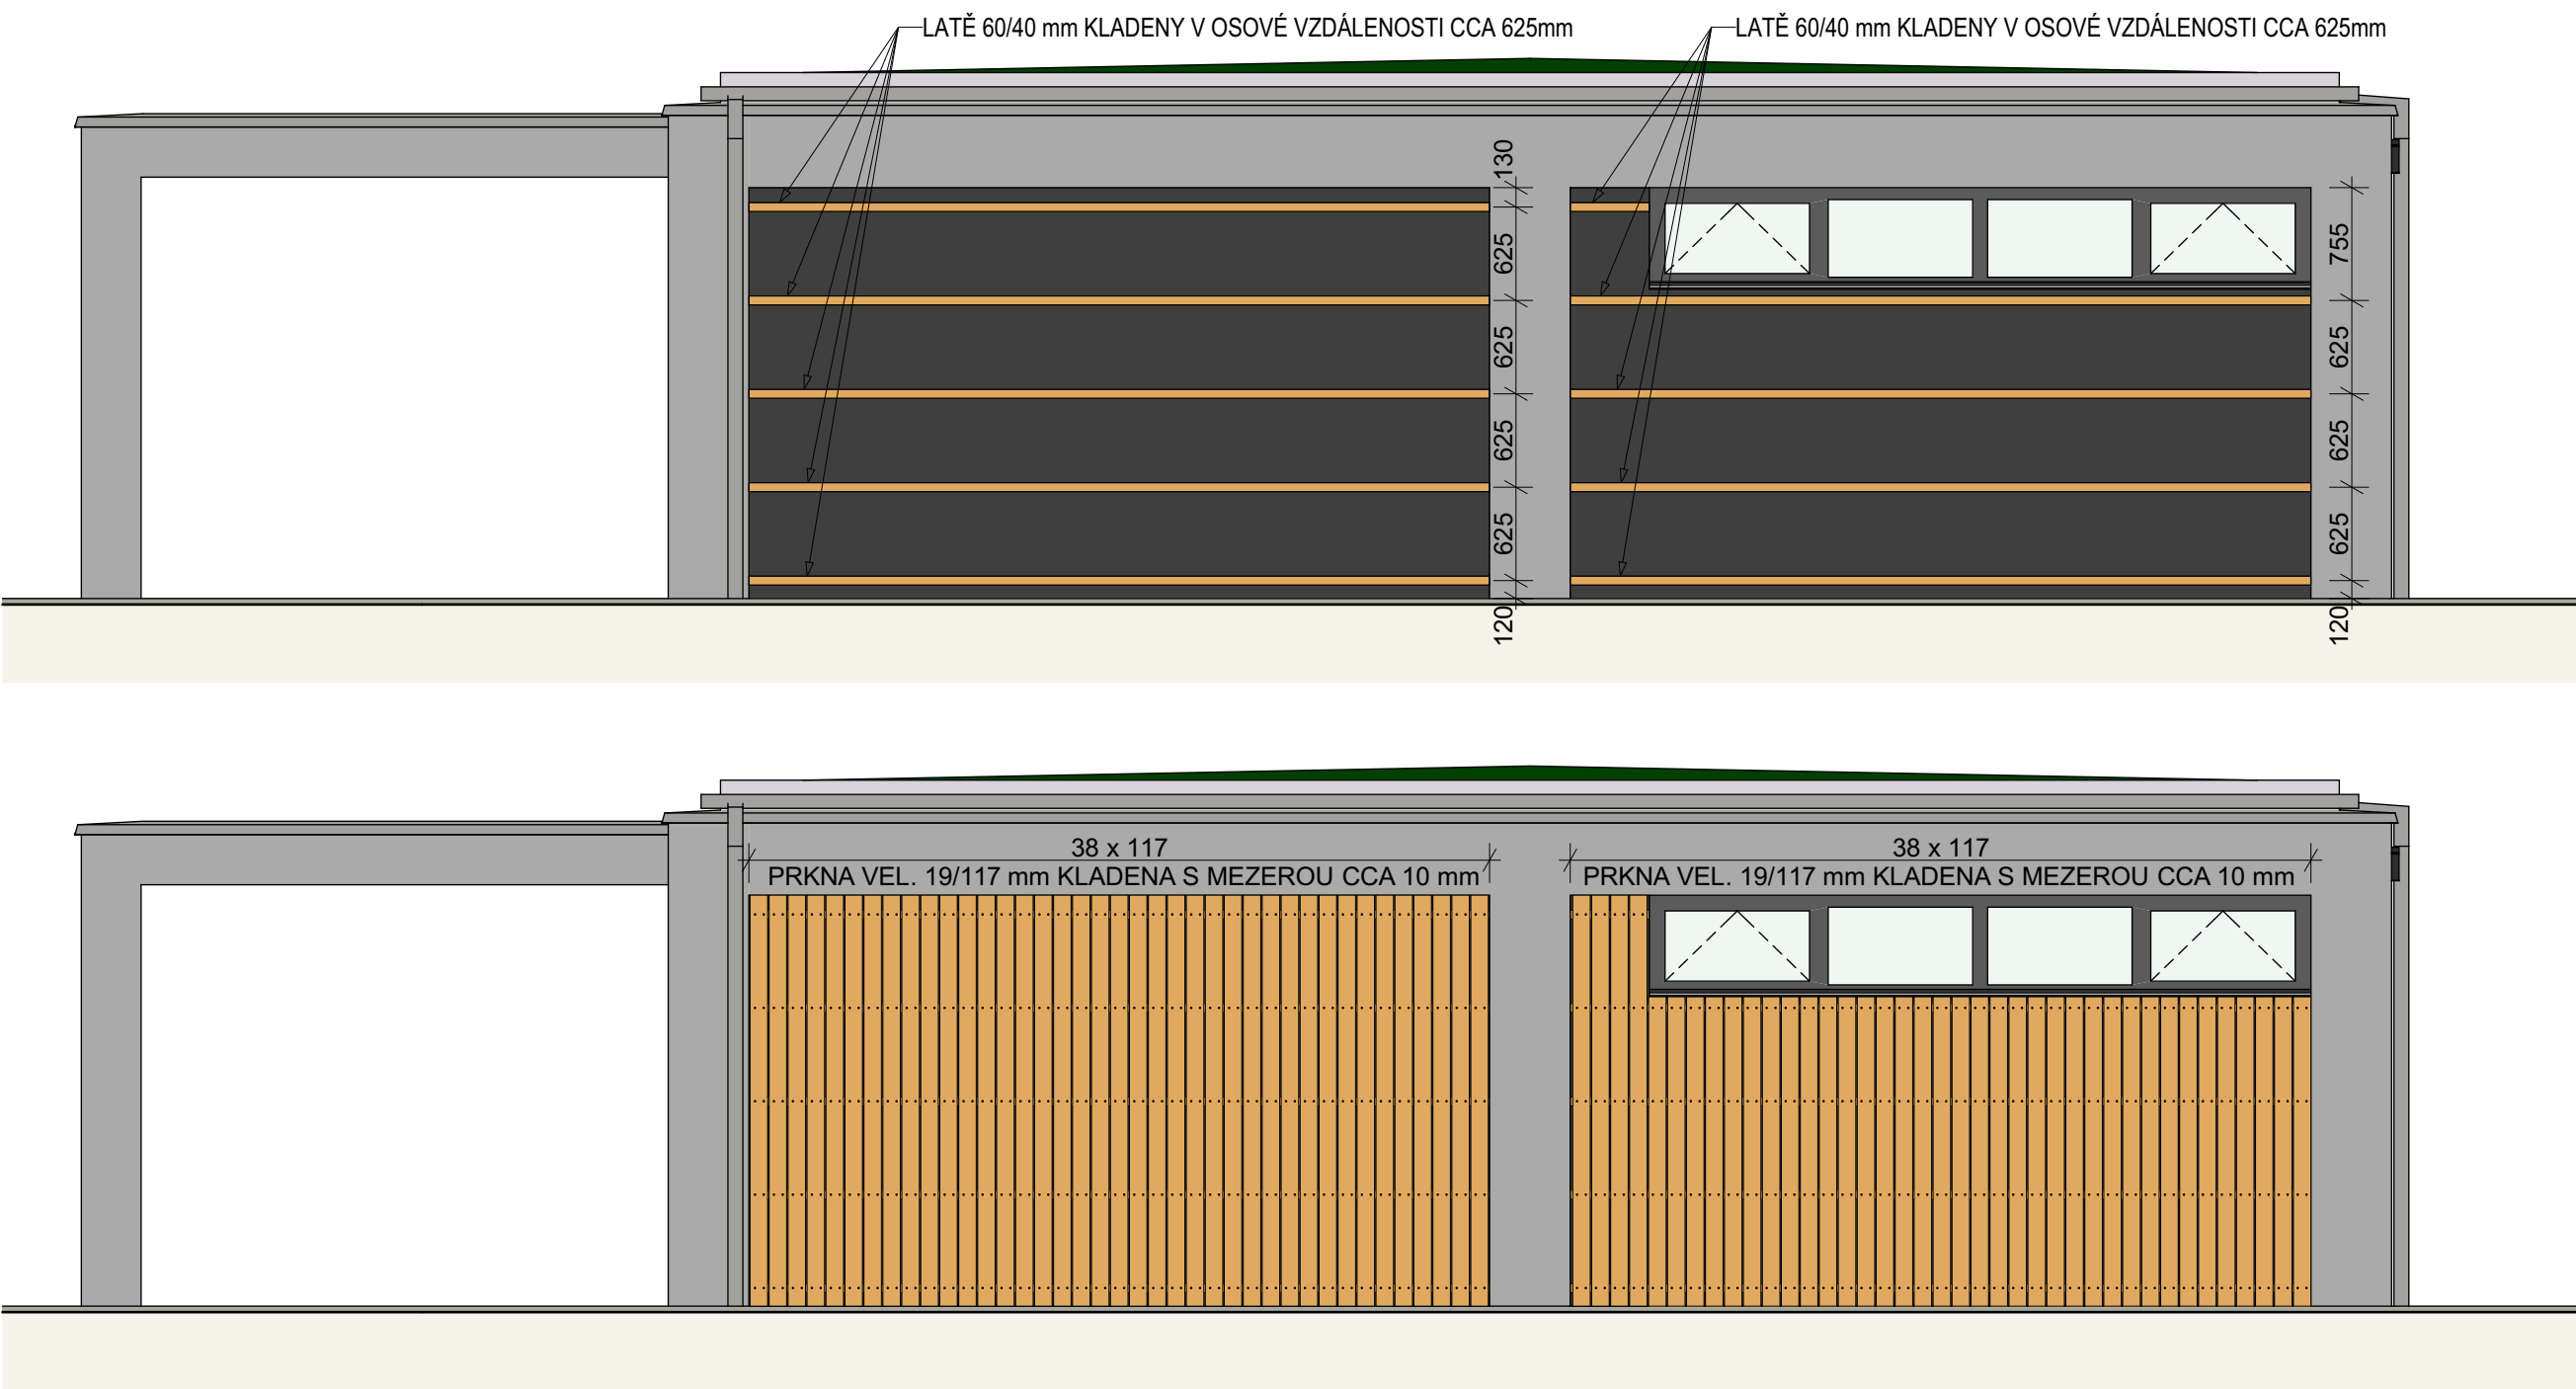 LATĚ 60/40 mm KLADENY V OSOVÉ VZDÁLENOSTI CCA 625mm
LATĚ 60/40 mm KLADENY V OSOVÉ VZDÁLENOSTI CCA 625mm
130
625
625
625
625
120
755
625
625
625
120
38 x 117
PRKNA VEL. 19/117 mm KLADENA S MEZEROU CCA 10 mm
38 x 117
PRKNA VEL. 19/117 mm KLADENA S MEZEROU CCA 10 mm